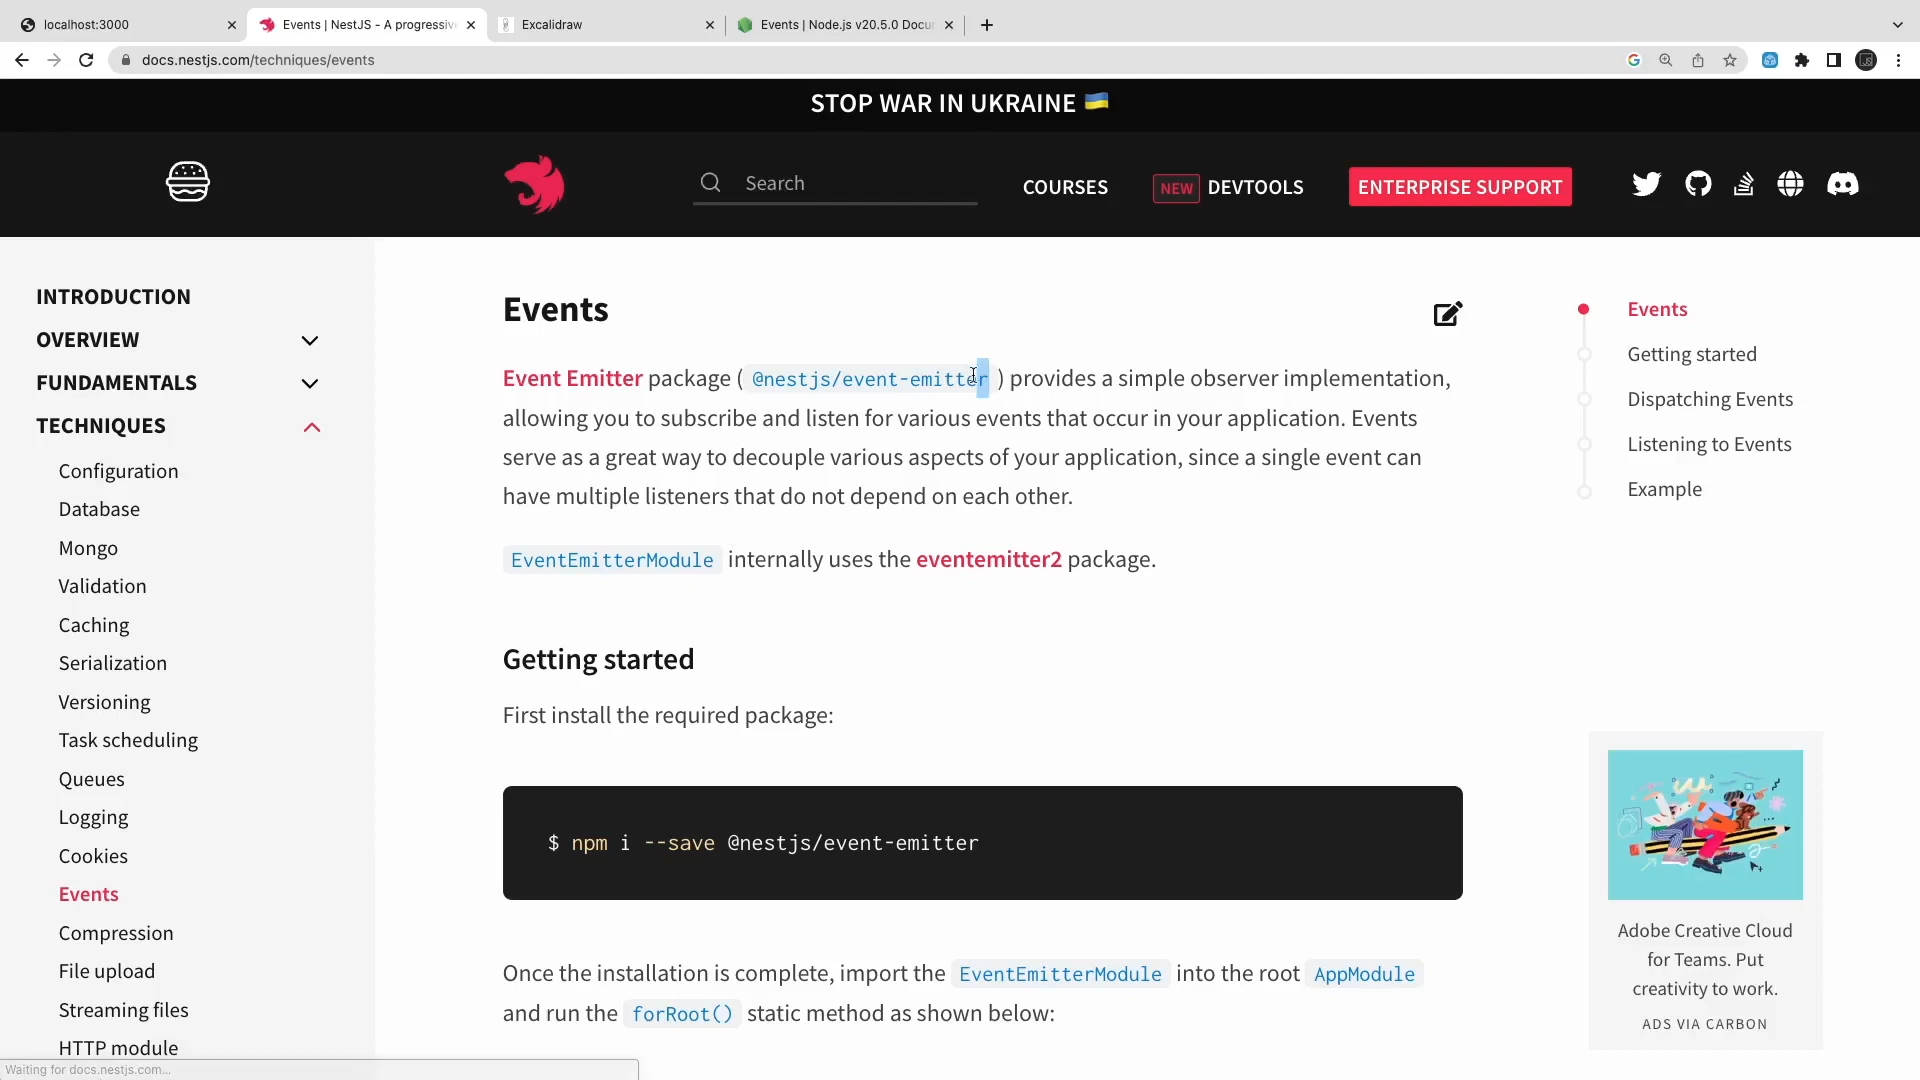 localhost:3000
Events | NestJS - A progressive
Excalidraw
Events | Node.js v20.5.0 Docu
docs.nestjs.com/techniques/events
STOP WAR IN UKRAINE 🇺🇦
Search
COURSES
NEW DEVTOOLS
ENTERPRISE SUPPORT
INTRODUCTION
OVERVIEW
FUNDAMENTALS
TECHNIQUES
Configuration
Database
Mongo
Validation
Caching
Serialization
Versioning
Task scheduling
Queues
Logging
Cookies
Events
Compression
File upload
Streaming files
HTTP module
Events
Event Emitter package ( @nestjs/event-emitter ) provides a simple observer implementation,
allowing you to subscribe and listen for various events that occur in your application. Events
serve as a great way to decouple various aspects of your application, since a single event can
have multiple listeners that do not depend on each other.
EventEmitterModule internally uses the eventemitter2 package.
Getting started
First install the required package:
$ npm i --save @nestjs/event-emitter
Once the installation is complete, import the EventEmitterModule into the root AppModule
and run the forRoot() static method as shown below:
Events
Getting started
Dispatching Events
Listening to Events
Example
Adobe Creative Cloud
for Teams. Put
creativity to work.
ADS VIA CARBON
Waiting for docs.nestjs.com...